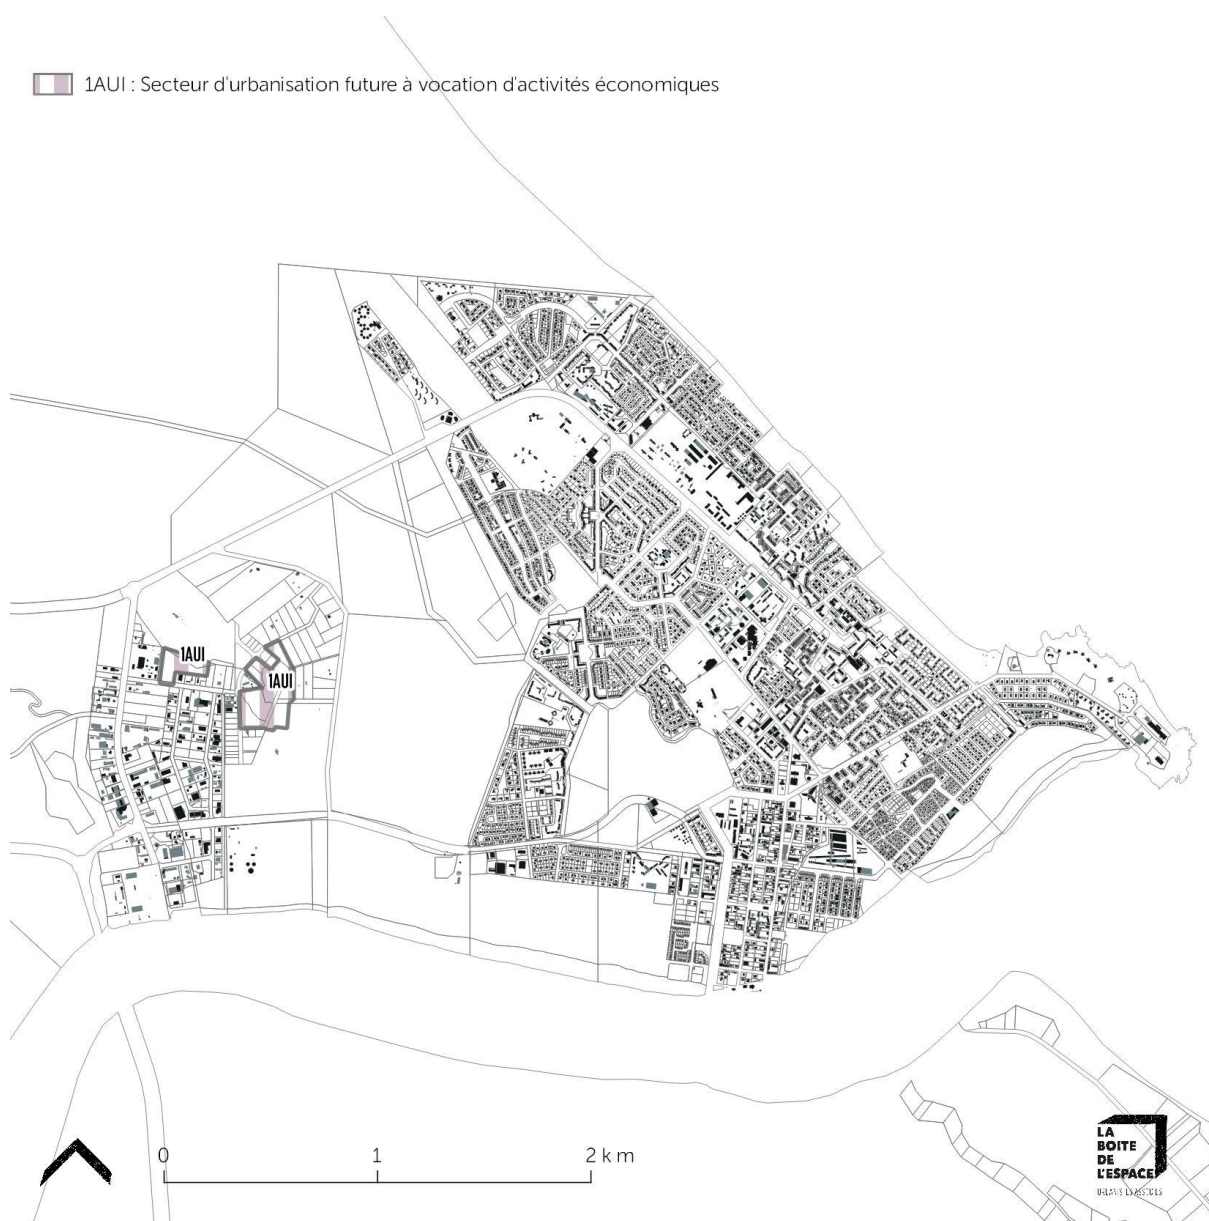 1AUI : Secteur d'urbanisation future à vocation d'activités économiques
1AUI
1AUI
0 1 2 km
LA
BOITE
DE
L'ESPACE